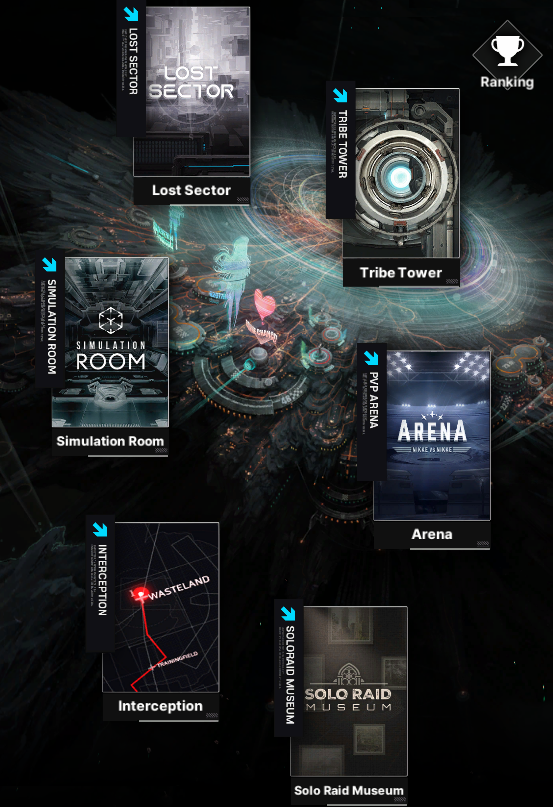 LOST SECTOR
LOST
SECTOR
Lost Sector
Ranking
TRIBE TOWER
Tribe Tower
SIMULATION ROOM
SIMULATION
ROOM
Simulation Room
PVP ARENA
ARENA
NIKKE VS NIKKE
Arena
INTERCEPTION
WASTELAND
TRAININGFIELD
Interception
SOLORAID MUSEUM
SOLO RAID
MUSEUM
Solo Raid Museum